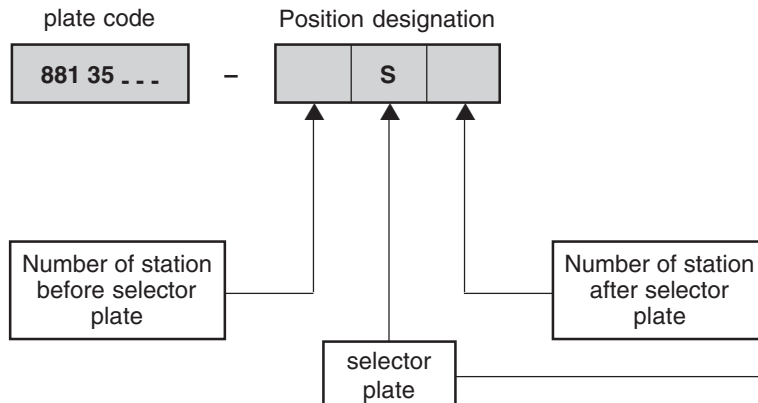 plate code
Position designation
881 35 _ _ _
–
S
Number of station
before selector
plate
Number of station
after selector
plate
selector
plate